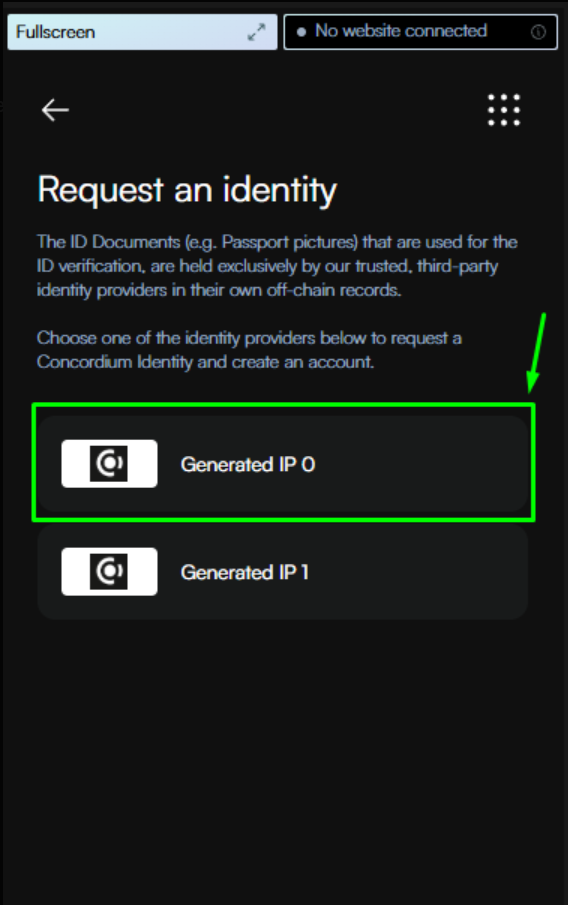 Fullscreen
No website connected
Request an identity
The ID Documents (e.g. Passport pictures) that are used for the
ID verification, are held exclusively by our trusted, third-party
identity providers in their own off-chain records.
Choose one of the identity providers below to request a
Concordium Identity and create an account.
Generated IP 0
Generated IP 1